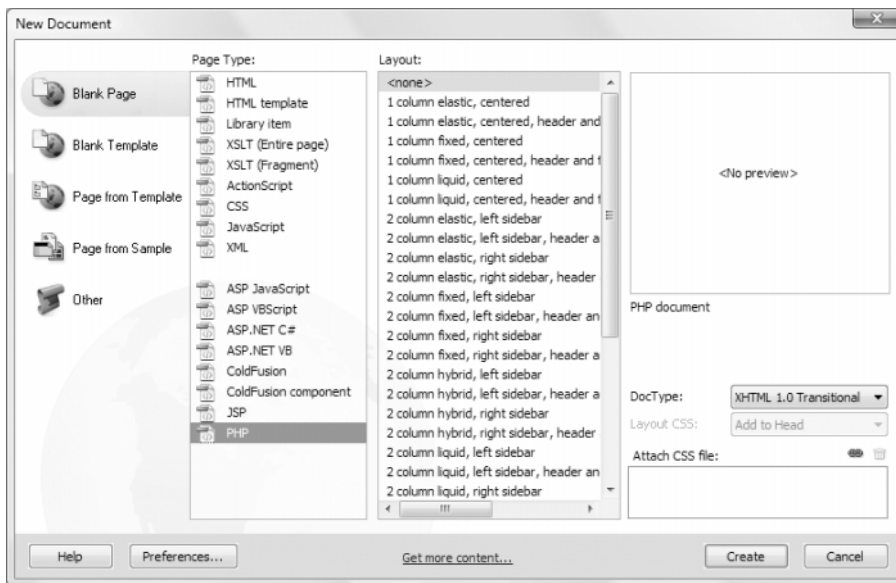 New Document
Blank Page
Blank Template
Page from Template
Page from Sample
Other
Page Type:
HTML
HTML template
Library item
XSLT (Entire page)
XSLT (Fragment)
ActionScript
CSS
JavaScript
XML
ASP JavaScript
ASP VBScript
ASP.NET C#
ASP.NET VB
ColdFusion
ColdFusion component
JSP
PHP
Layout:
<none>
1 column elastic, centered
1 column elastic, centered, header and
1 column fixed, centered
1 column fixed, centered, header and f
1 column liquid, centered
1 column liquid, centered, header and f
2 column elastic, left sidebar
2 column elastic, left sidebar, header a
2 column elastic, right sidebar
2 column elastic, right sidebar, header
2 column fixed, left sidebar
2 column fixed, left sidebar, header an
2 column fixed, right sidebar
2 column fixed, right sidebar, header a
2 column hybrid, left sidebar
2 column hybrid, left sidebar, header a
2 column hybrid, right sidebar
2 column hybrid, right sidebar, header
2 column liquid, left sidebar
2 column liquid, left sidebar, header an
2 column liquid, right sidebar
<No preview>
PHP document
DocType: XHTML 1.0 Transitional
Layout CSS: Add to Head
Attach CSS file:
Help
Preferences...
Get more content...
Create
Cancel